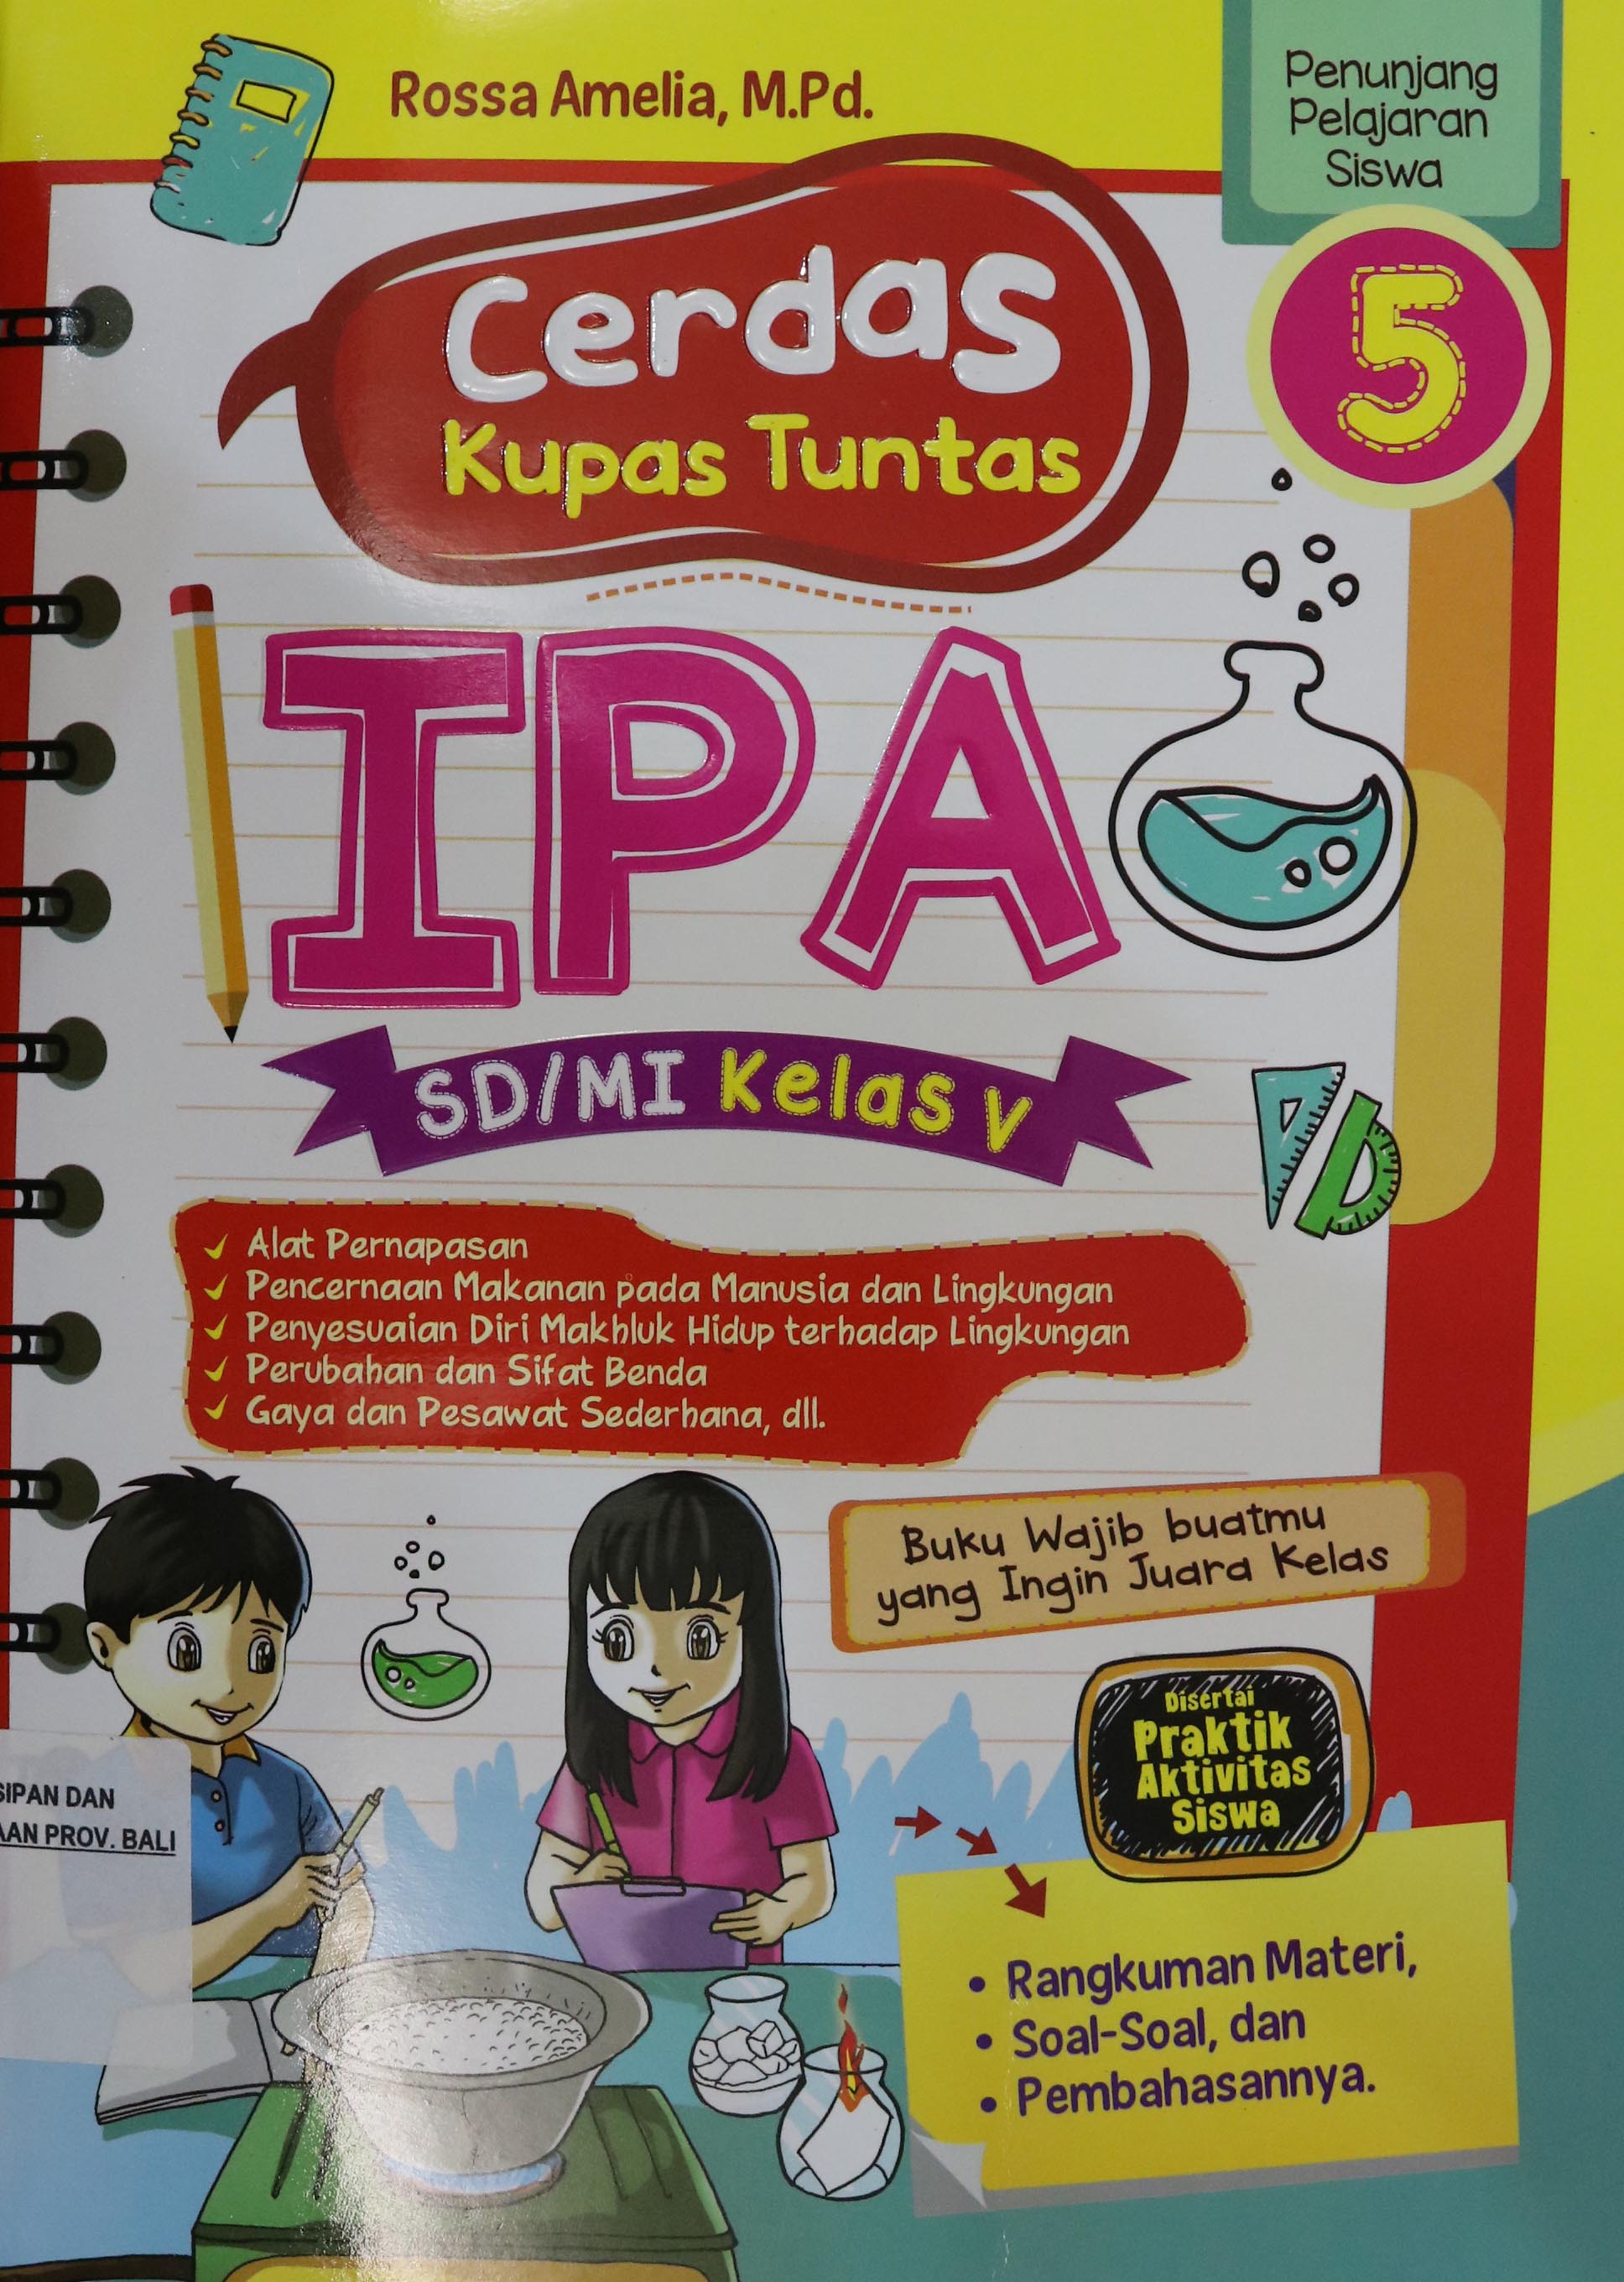 Rossa Amelia, M.Pd.
Penunjang
Pelajaran
Siswa
5
Cerdas
Kupas Tuntas
IPA
SD/MI Kelas V
Alat Pernapasan
Pencernaan Makanan pada Manusia dan Lingkungan
Penyesuaian Diri Makhluk Hidup terhadap Lingkungan
Perubahan dan Sifat Benda
Gaya dan Pesawat Sederhana, dll.
Buku Wajib buatmu
yang Ingin Juara Kelas
Disertai
Praktik
Aktivitas
Siswa
• Rangkuman Materi,
• Soal-Soal, dan
• Pembahasannya.
SIPAN DAN
AAN PROV. BALI